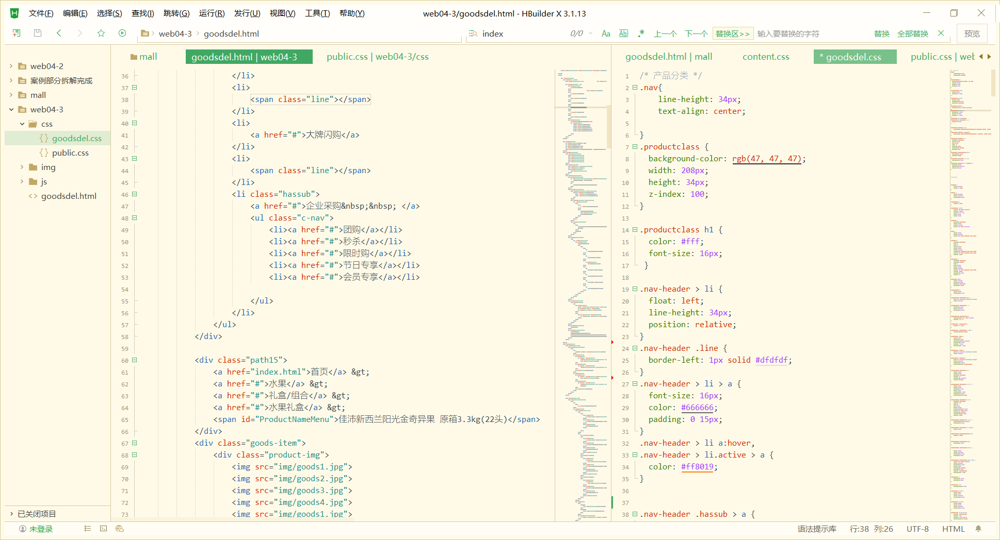 文件(F) 编辑(E) 选择(S) 查找(I) 跳转(G) 运行(R) 发行(U) 视图(V) 工具(T) 帮助(Y) web04-3/goodsdel.html - HBuilder X 3.1.13
web04-3 goodsdel.html index 0/0 Aa Ab .* 上一个 下一个 替换区>> 输入要替换的字符 替换 全部替换 预览
web04-2
案例部分拆解完成
mall
web04-3
css
{} goodsdel.css
{} public.css
img
js
<> goodsdel.html
已关闭项目
mall goodsdel.html | web04-3 public.css | web04-3/css
36 </li>
37 <li>
38 <span class="line"></span>
39 </li>
40 <li>
41 <a href="#">大牌闪购</a>
42 </li>
43 <li>
44 <span class="line"></span>
45 </li>
46 <li class="hassub">
47 <a href="#">企业采购&nbsp;&nbsp; </a>
48 <ul class="c-nav">
49 <li><a href="#">团购</a></li>
50 <li><a href="#">秒杀</a></li>
51 <li><a href="#">限时购</a></li>
52 <li><a href="#">节日专享</a></li>
53 <li><a href="#">会员专享</a></li>
54
55 </ul>
56 </li>
57 </ul>
58 </div>
59
60 <div class="path15">
61 <a href="index.html">首页</a> &gt;
62 <a href="#">水果</a> &gt;
63 <a href="#">礼盒/组合</a> &gt;
64 <a href="#">水果礼盒</a> &gt;
65 <span id="ProductNameMenu">佳沛新西兰阳光金奇异果 原箱3.3kg(22头)</span>
66 </div>
67 <div class="goods-item">
68 <div class="product-img">
69 <img src="img/goods1.jpg">
70 <img src="img/goods2.jpg">
71 <img src="img/goods3.jpg">
72 <img src="img/goods4.jpg">
73 <img src="img/goods1.jpg">
goodsdel.html | mall content.css * goodsdel.css public.css | web
1 /* 产品分类 */
2 .nav{
3 line-height: 34px;
4 text-align: center;
5
6 }
7 .productclass {
8 background-color: rgb(47, 47, 47);
9 width: 208px;
10 height: 34px;
11 z-index: 100;
12 }
13
14 .productclass h1 {
15 color: #fff;
16 font-size: 16px;
17 }
18
19 .nav-header > li {
20 float: left;
21 line-height: 34px;
22 position: relative;
23 }
24 .nav-header .line {
25 border-left: 1px solid #dfdfdf;
26 }
27 .nav-header > li > a {
28 font-size: 16px;
29 color: #666666;
30 padding: 0 15px;
31 }
32 .nav-header > li a:hover,
33 .nav-header > li.active > a {
34 color: #ff8019;
35 }
36
37
38 .nav-header .hassub > a {
未登录 语法提示库 行:38 列:26 UTF-8 HTML